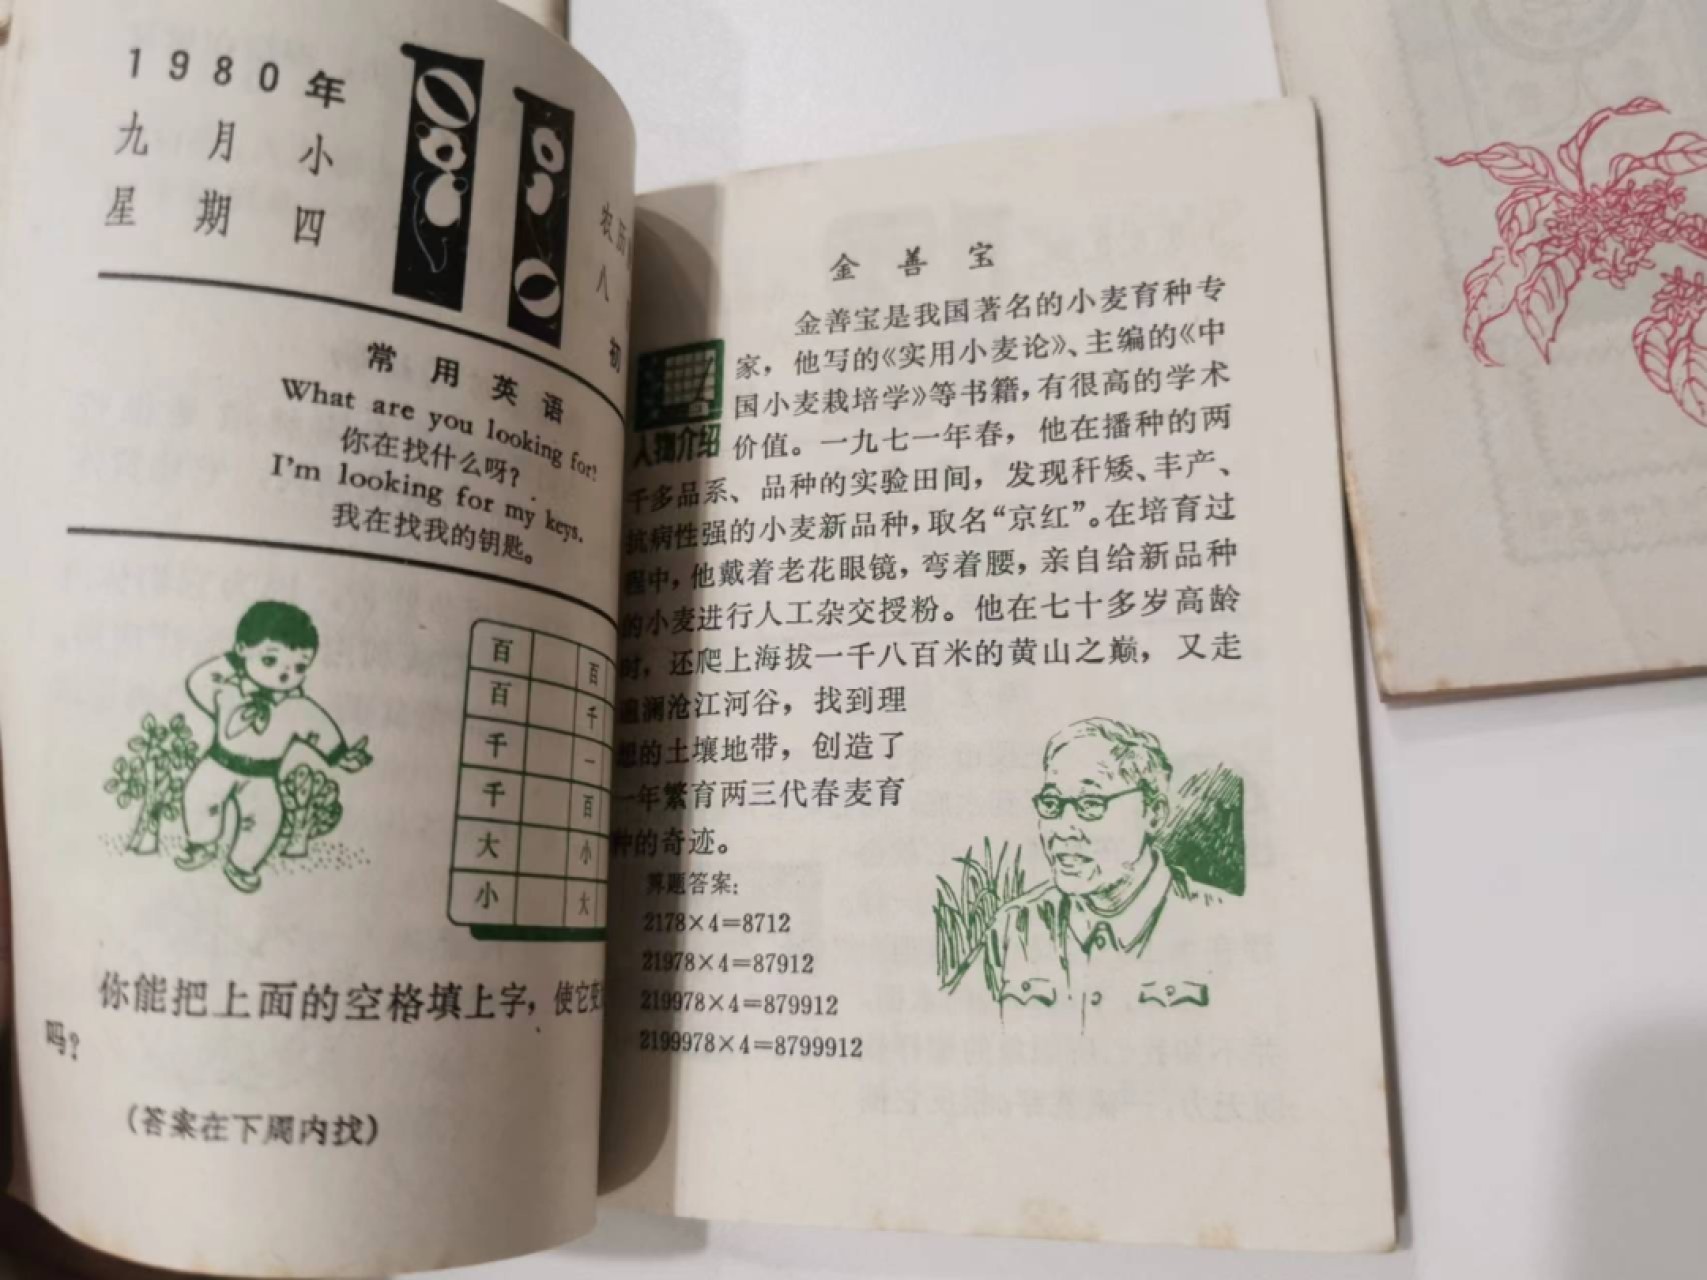 1980年
九月小
星期四
11
农历
八
初
常用英语
What are you looking for?
你在找什么呀?
I'm looking for my keys.
我在找我的钥匙。
百 百
百 千
千 一
千 百
大 小
小 大
你能把上面的空格填上字，使它变
吗?
(答案在下周内找)
金善宝
金善宝是我国著名的小麦育种专
家，他写的《实用小麦论》、主编的《中
国小麦栽培学》等书籍，有很高的学术
人物介绍
价值。一九七一年春，他在播种的两
千多品系、品种的实验田间，发现秆矮、丰产、
抗病性强的小麦新品种，取名“京红”。在培育过
程中，他戴着老花眼镜，弯着腰，亲自给新品种
的小麦进行人工杂交授粉。他在七十多岁高龄
时，还爬上海拔一千八百米的黄山之巅，又走
遍澜沧江河谷，找到理
想的土壤地带，创造了
一年繁育两三代春麦育
种的奇迹。
算题答案：
2178×4=8712
21978×4=87912
219978×4=879912
2199978×4=8799912